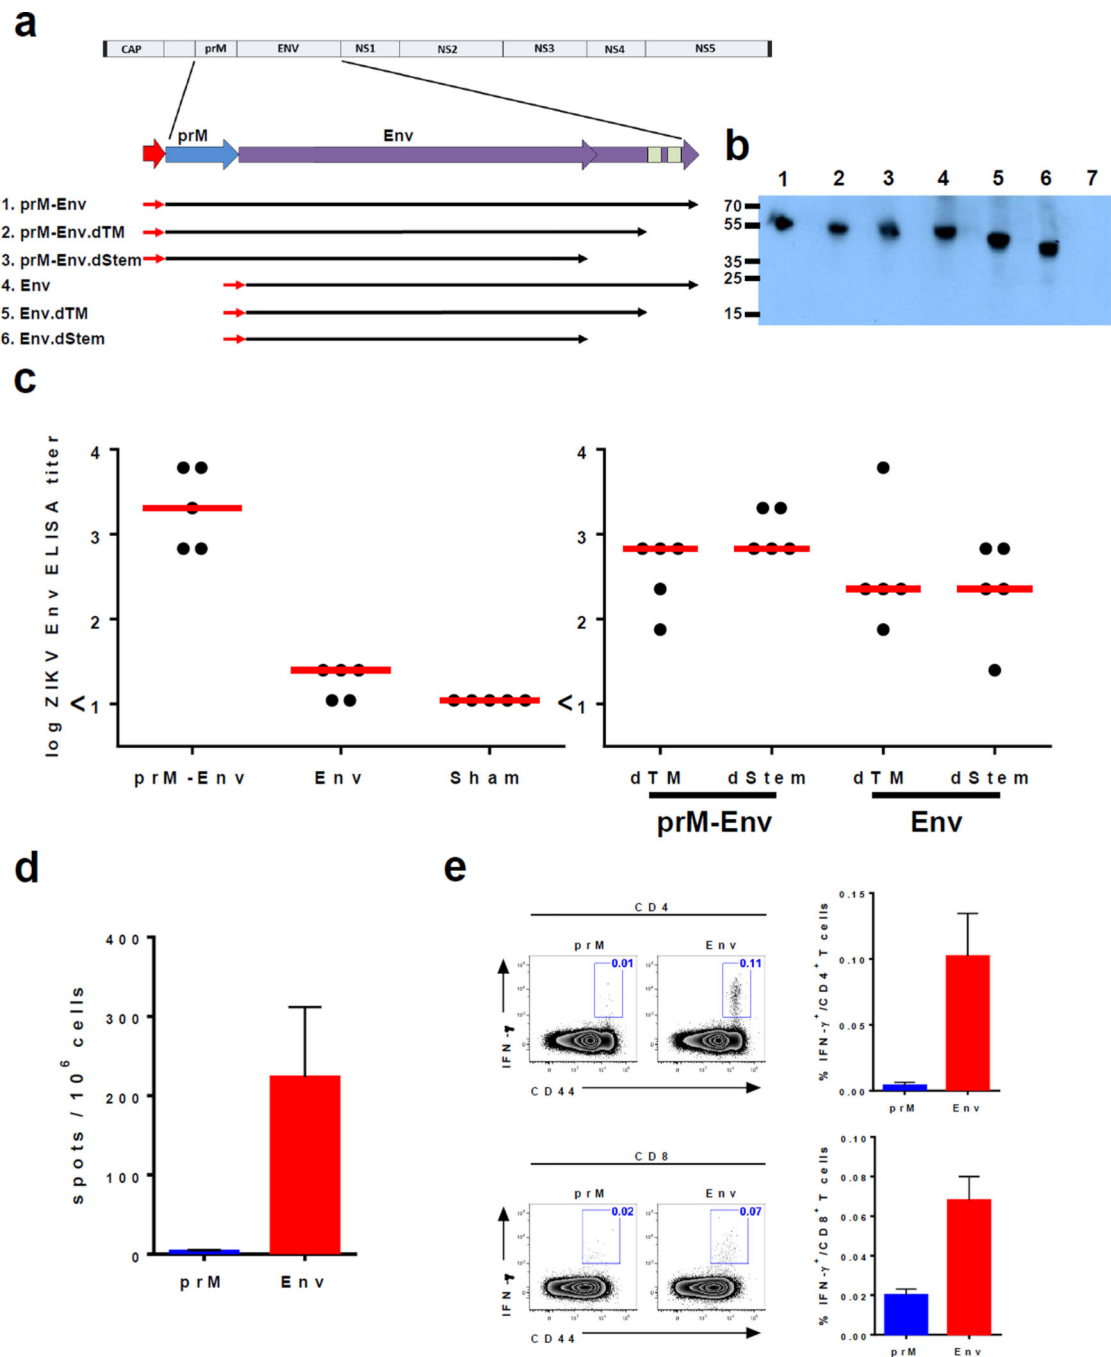 a
CAP prM ENV NS1 NS2 NS3 NS4 NS5
prM Env
1. prM-Env
2. prM-Env.dTM
3. prM-Env.dStem
4. Env
5. Env.dTM
6. Env.dStem
b
1 2 3 4 5 6 7
70
55
35
25
15
c
log ZIKV Env ELISA titer
4
3
2
< 1
prM-Env Env Sham
4
3
2
< 1
dTM dStem dTM dStem
prM-Env Env
d
spots / 10⁶ cells
400
300
200
100
0
prM Env
e
CD4
prM Env
0.01 0.11
IFN-γ
CD44
% IFN-γ⁺/CD4⁺ T cells
0.15
0.10
0.05
0.00
prM Env
CD8
prM Env
0.02 0.07
IFN-γ
CD44
% IFN-γ⁺/CD8⁺ T cells
0.10
0.08
0.06
0.04
0.02
0.00
prM Env